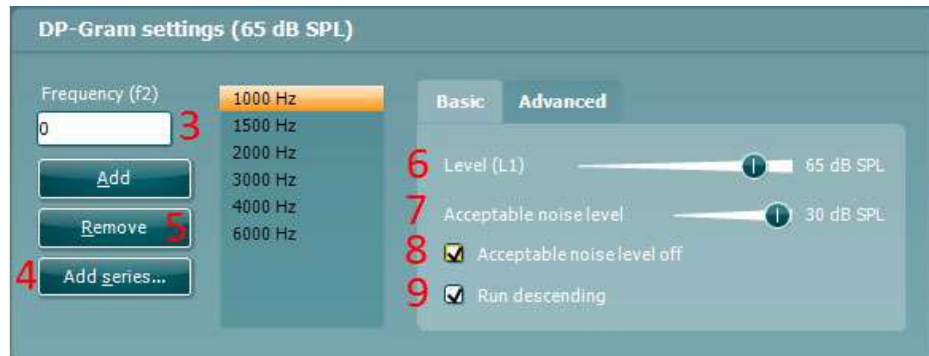 DP-Gram settings (65 dB SPL)
Frequency (f2)
0
3
Add
Remove
5
4
Add series...
1000 Hz
1500 Hz
2000 Hz
3000 Hz
4000 Hz
6000 Hz
Basic
Advanced
6
Level (L1)
65 dB SPL
7
Acceptable noise level
30 dB SPL
8
Acceptable noise level off
9
Run descending